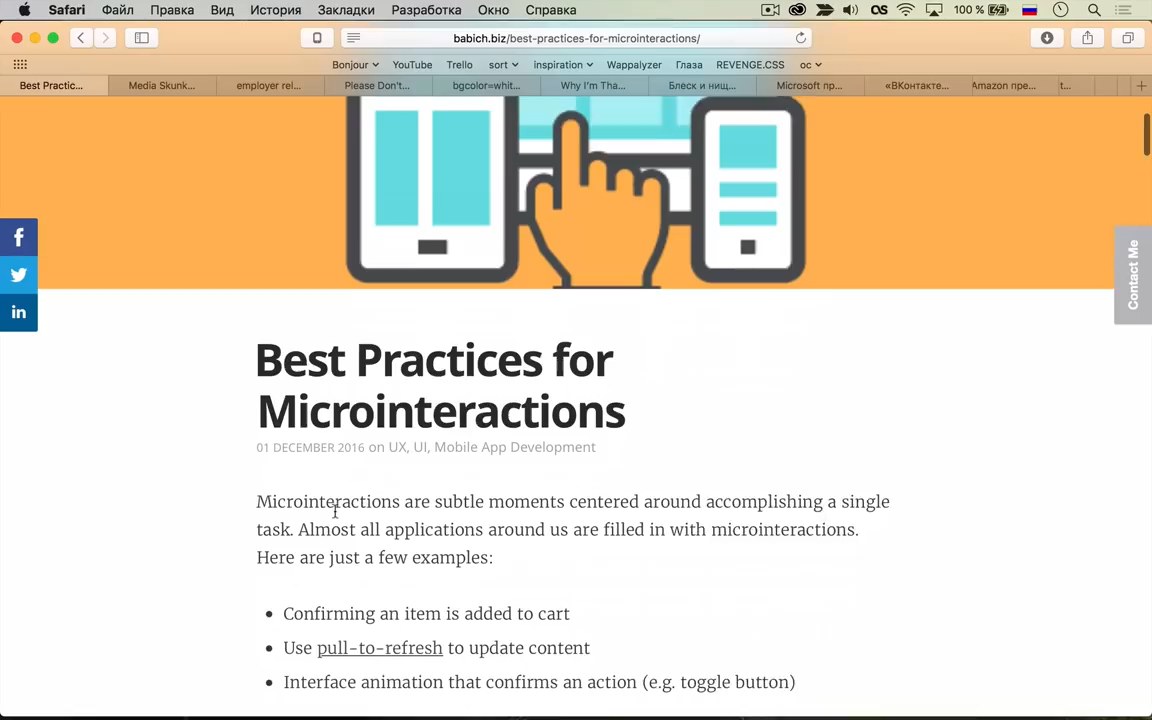 Safari Файл Правка Вид История Закладки Разработка Окно Справка 100 %
babich.biz/best-practices-for-microinteractions/
Bonjour YouTube Trello sort inspiration Wappalyzer Глаза REVENGE.CSS ос
Best Practic... Media Skunk... employer rel... Please Don't... bgcolor=whit... Why I'm Tha... Блеск и нищ... Microsoft пр... «ВКонтакте... Amazon пре... t...
f
in
Contact Me
Best Practices for
Microinteractions
01 DECEMBER 2016 on UX, UI, Mobile App Development
Microinteractions are subtle moments centered around accomplishing a single
task. Almost all applications around us are filled in with microinteractions.
Here are just a few examples:
• Confirming an item is added to cart
• Use pull-to-refresh to update content
• Interface animation that confirms an action (e.g. toggle button)